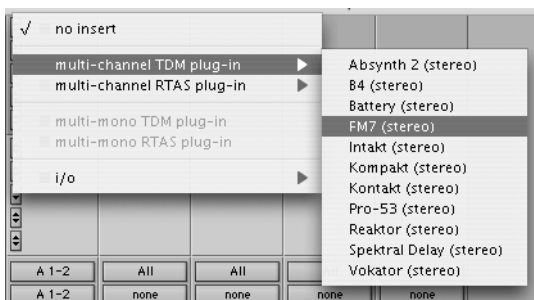 ✓ no insert
multi-channel TDM plug-in
multi-channel RTAS plug-in
multi-mono TDM plug-in
multi-mono RTAS plug-in
i/o
Absynth 2 (stereo)
B4 (stereo)
Battery (stereo)
FM7 (stereo)
Intakt (stereo)
Kompakt (stereo)
Kontakt (stereo)
Pro-53 (stereo)
Reaktor (stereo)
Spektral Delay (stereo)
Vokator (stereo)
A 1-2 All All
A 1-2 none none none none